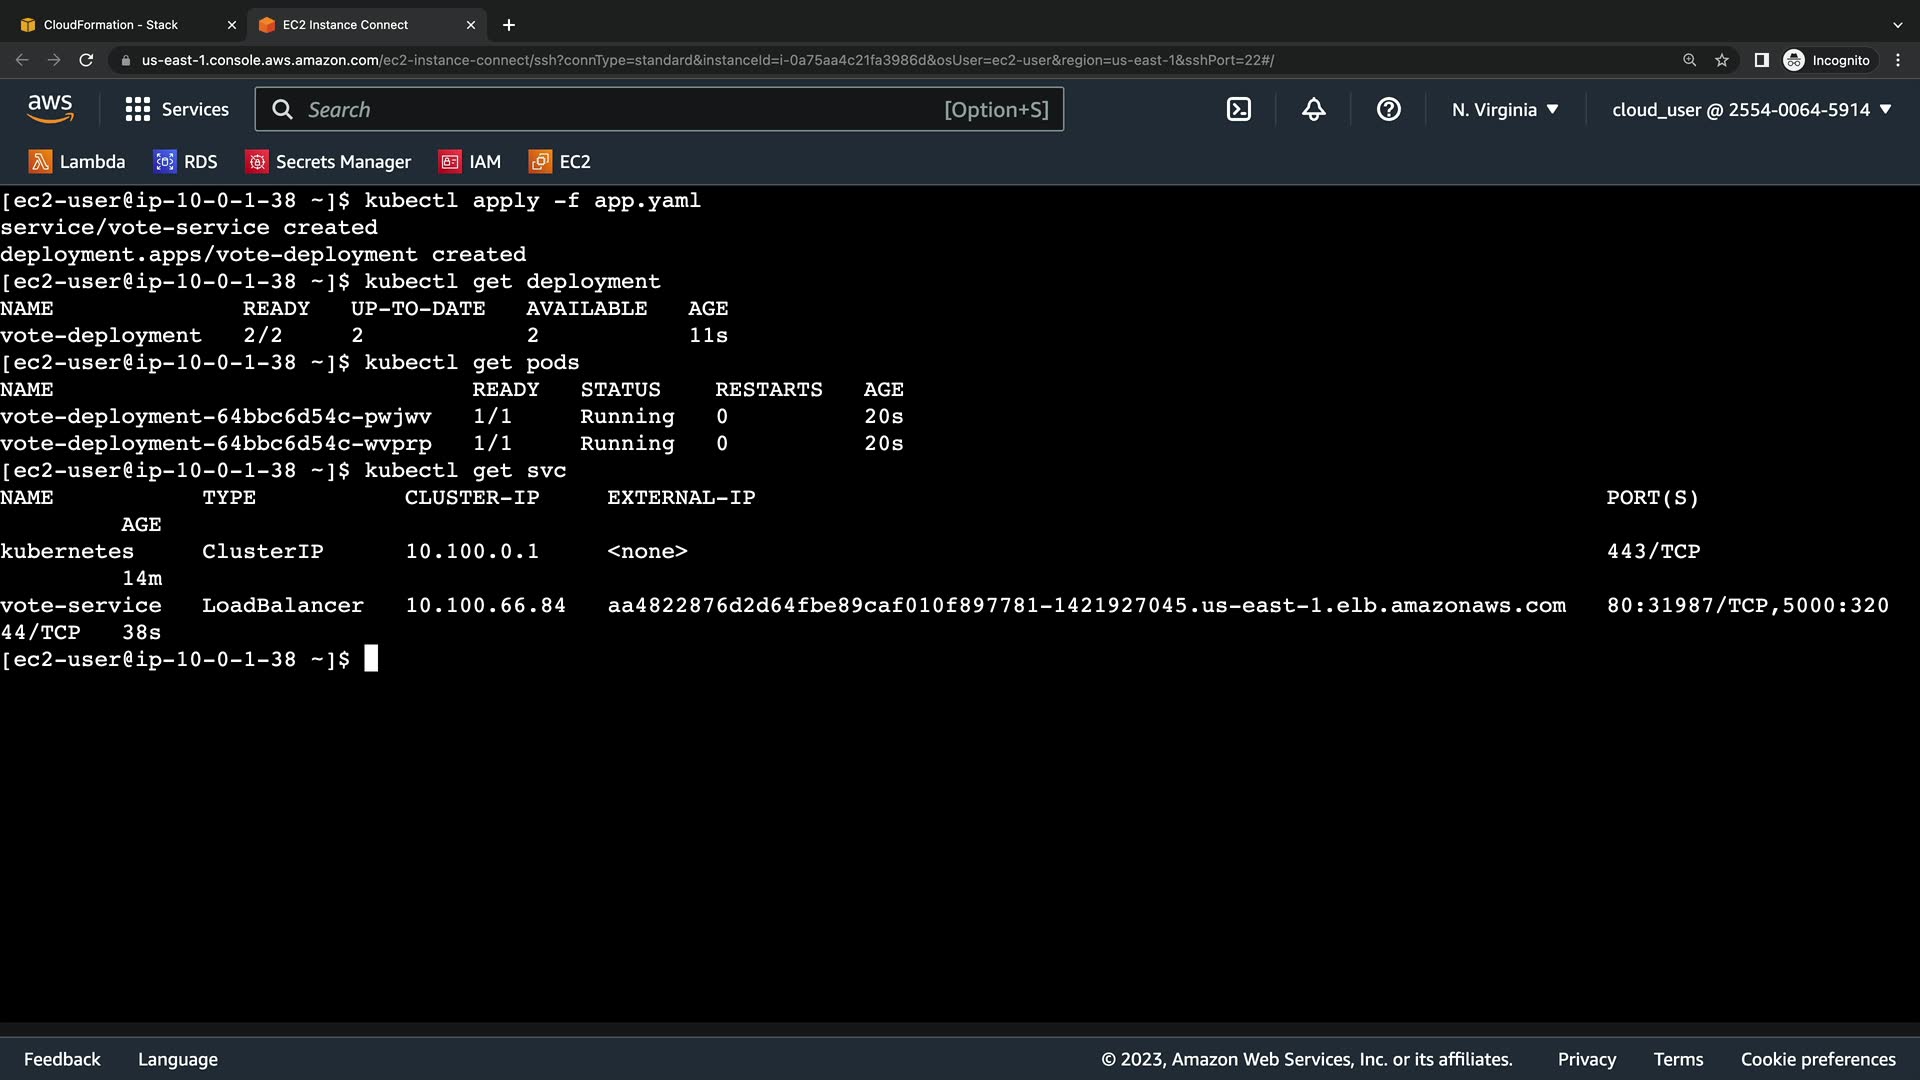 CloudFormation - Stack
EC2 Instance Connect
us-east-1.console.aws.amazon.com/ec2-instance-connect/ssh?connType=standard&instanceId=i-0a75aa4c21fa3986d&osUser=ec2-user&region=us-east-1&sshPort=22#/
Incognito
aws
Services
Search
[Option+S]
N. Virginia
cloud_user @ 2554-0064-5914
Lambda
RDS
Secrets Manager
IAM
EC2
[ec2-user@ip-10-0-1-38 ~]$ kubectl apply -f app.yaml
service/vote-service created
deployment.apps/vote-deployment created
[ec2-user@ip-10-0-1-38 ~]$ kubectl get deployment
NAME READY UP-TO-DATE AVAILABLE AGE
vote-deployment 2/2 2 2 11s
[ec2-user@ip-10-0-1-38 ~]$ kubectl get pods
NAME READY STATUS RESTARTS AGE
vote-deployment-64bbc6d54c-pwjwv 1/1 Running 0 20s
vote-deployment-64bbc6d54c-wvprp 1/1 Running 0 20s
[ec2-user@ip-10-0-1-38 ~]$ kubectl get svc
NAME TYPE CLUSTER-IP EXTERNAL-IP PORT(S)
AGE
kubernetes ClusterIP 10.100.0.1 <none> 443/TCP
14m
vote-service LoadBalancer 10.100.66.84 aa4822876d2d64fbe89caf010f897781-1421927045.us-east-1.elb.amazonaws.com 80:31987/TCP,5000:320
44/TCP 38s
[ec2-user@ip-10-0-1-38 ~]$
Feedback
Language
© 2023, Amazon Web Services, Inc. or its affiliates.
Privacy
Terms
Cookie preferences